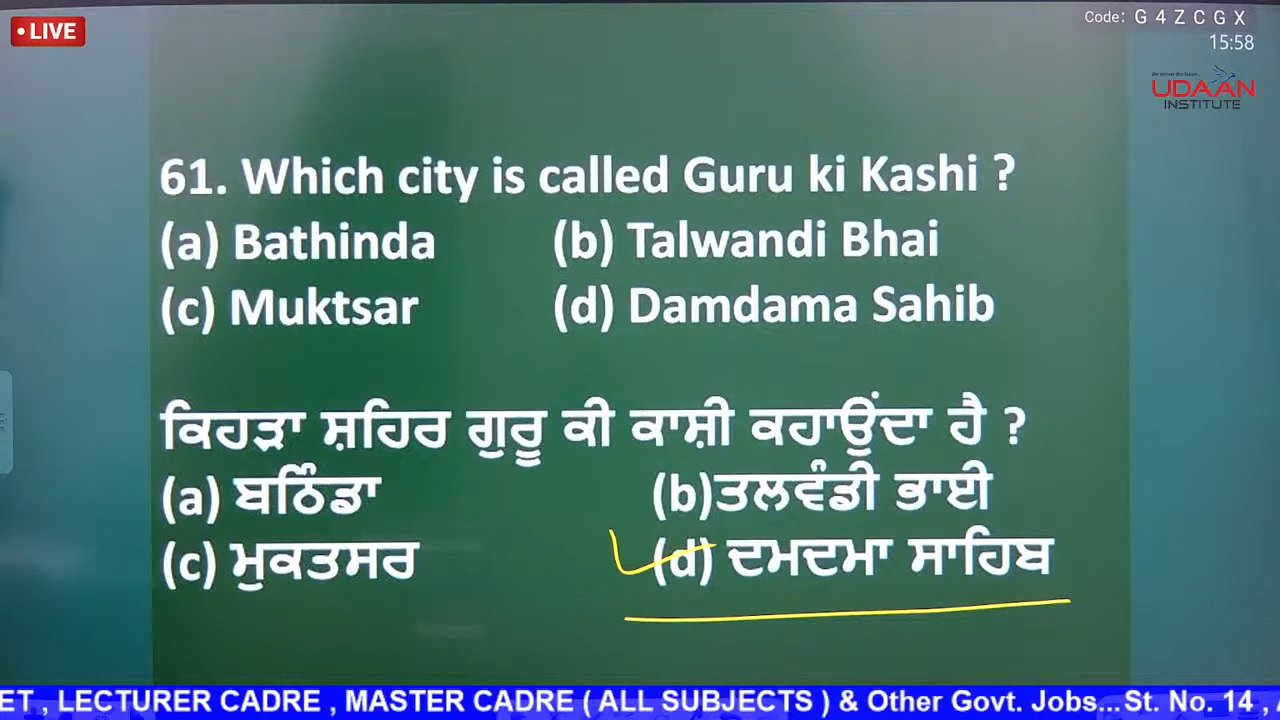 • LIVE
Code: G 4 Z C G X
15:58
UDAAN
INSTITUTE
61. Which city is called Guru ki Kashi ?
(a) Bathinda (b) Talwandi Bhai
(c) Muktsar (d) Damdama Sahib
ਕਿਹੜਾ ਸ਼ਹਿਰ ਗੁਰੂ ਕੀ ਕਾਸ਼ੀ ਕਹਾਉਂਦਾ ਹੈ ?
(a) ਬਠਿੰਡਾ (b)ਤਲਵੰਡੀ ਭਾਈ
(c) ਮੁਕਤਸਰ (d) ਦਮਦਮਾ ਸਾਹਿਬ
ET , LECTURER CADRE , MASTER CADRE ( ALL SUBJECTS ) & Other Govt. Jobs...St. No. 14 ,